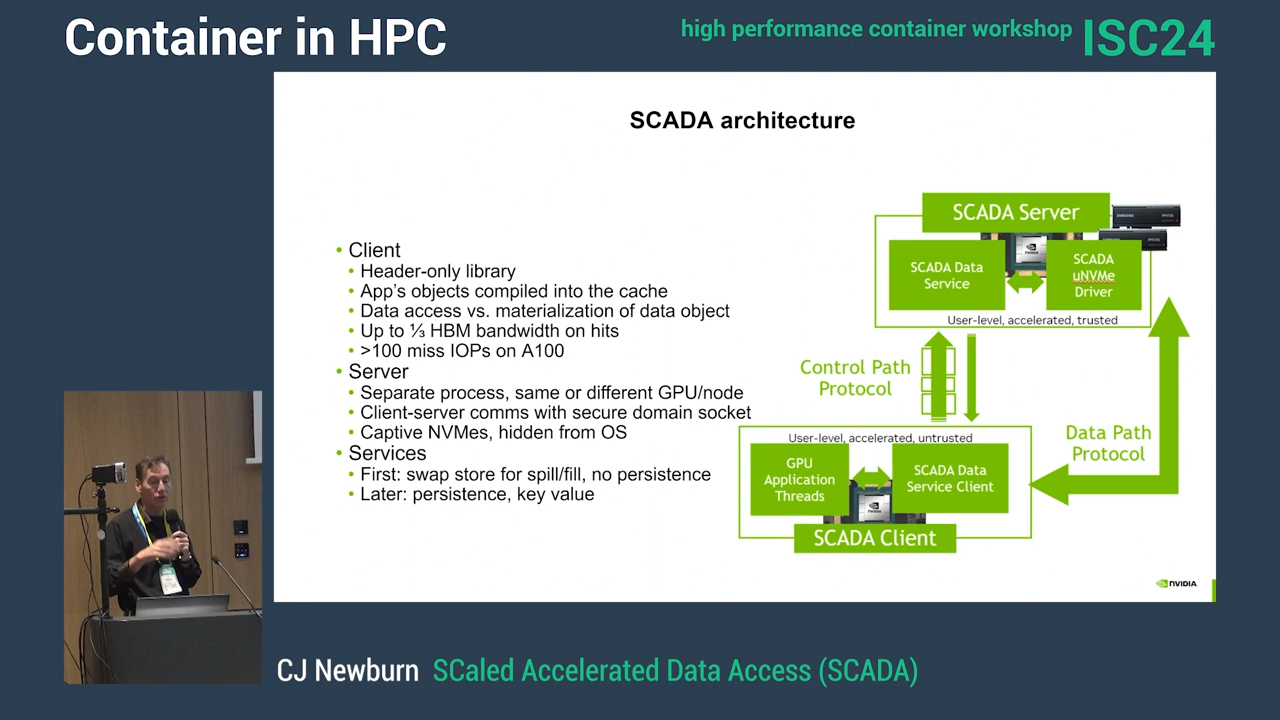 Container in HPC
high performance container workshop ISC24
SCADA architecture
• Client
• Header-only library
• App's objects compiled into the cache
• Data access vs. materialization of data object
• Up to ⅓ HBM bandwidth on hits
• >100 miss IOPs on A100
• Server
• Separate process, same or different GPU/node
• Client-server comms with secure domain socket
• Captive NVMes, hidden from OS
• Services
• First: swap store for spill/fill, no persistence
• Later: persistence, key value
SCADA Server
SCADA Data
Service
SCADA
uNVMe
Driver
User-level, accelerated, trusted
Control Path
Protocol
Data Path
Protocol
User-level, accelerated, untrusted
GPU
Application
Threads
SCADA Data
Service Client
SCADA Client
NVIDIA
CJ Newburn SCaled Accelerated Data Access (SCADA)